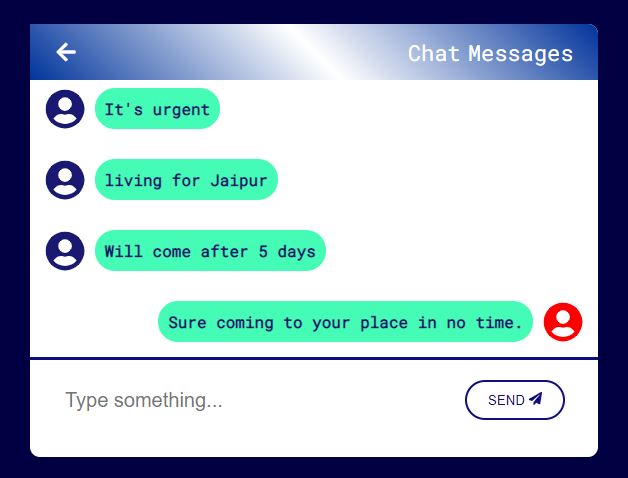 Chat Messages
It's urgent
living for Jaipur
Will come after 5 days
Sure coming to your place in no time.
Type something...
SEND